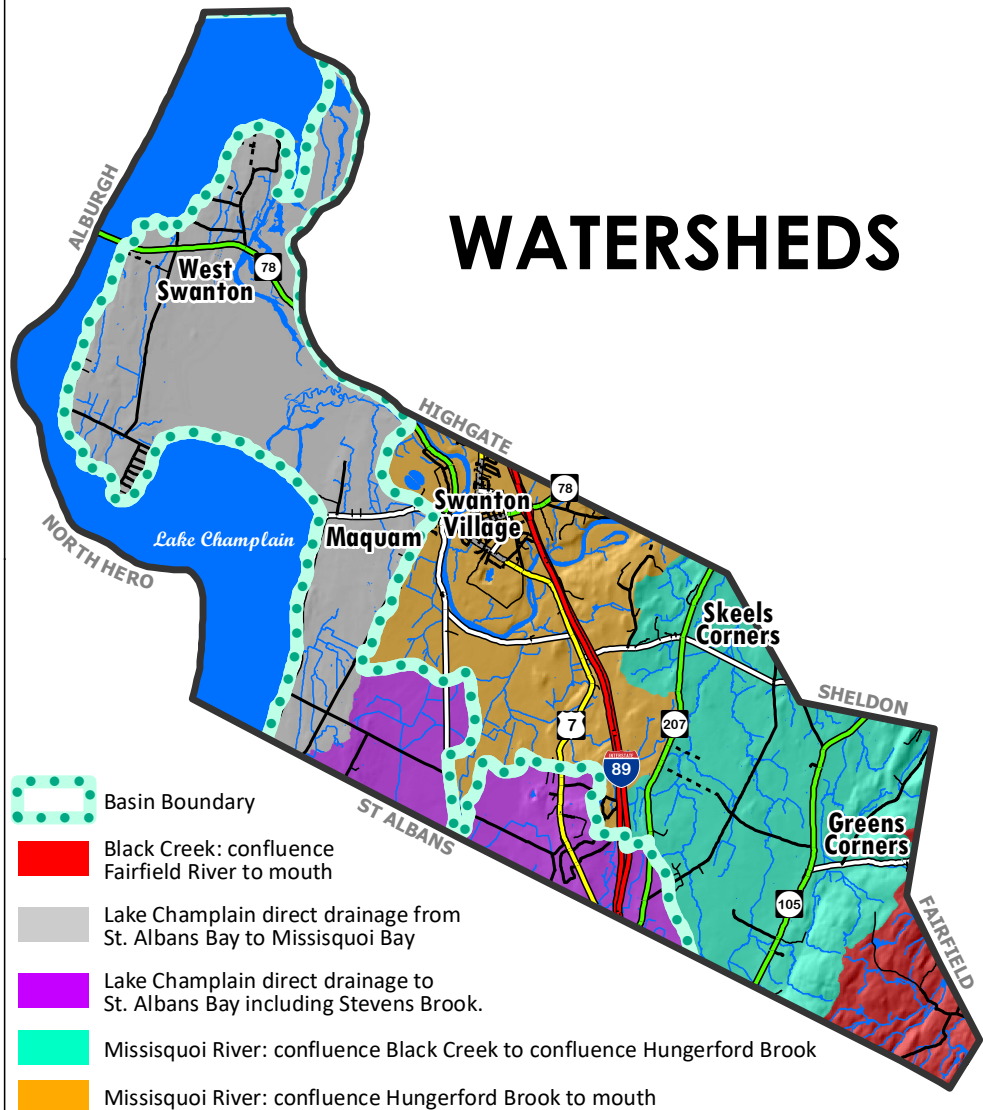 WATERSHEDS
ALBURGH
West
Swanton
78
HIGHGATE
NORTH HERO
Lake Champlain
Maquam
Swanton
Village
78
Skeels
Corners
SHELDON
7
207
INTERSTATE
89
ST ALBANS
Greens
Corners
105
FAIRFIELD
Basin Boundary
Black Creek: confluence
Fairfield River to mouth
Lake Champlain direct drainage from
St. Albans Bay to Missisquoi Bay
Lake Champlain direct drainage to
St. Albans Bay including Stevens Brook.
Missisquoi River: confluence Black Creek to confluence Hungerford Brook
Missisquoi River: confluence Hungerford Brook to mouth